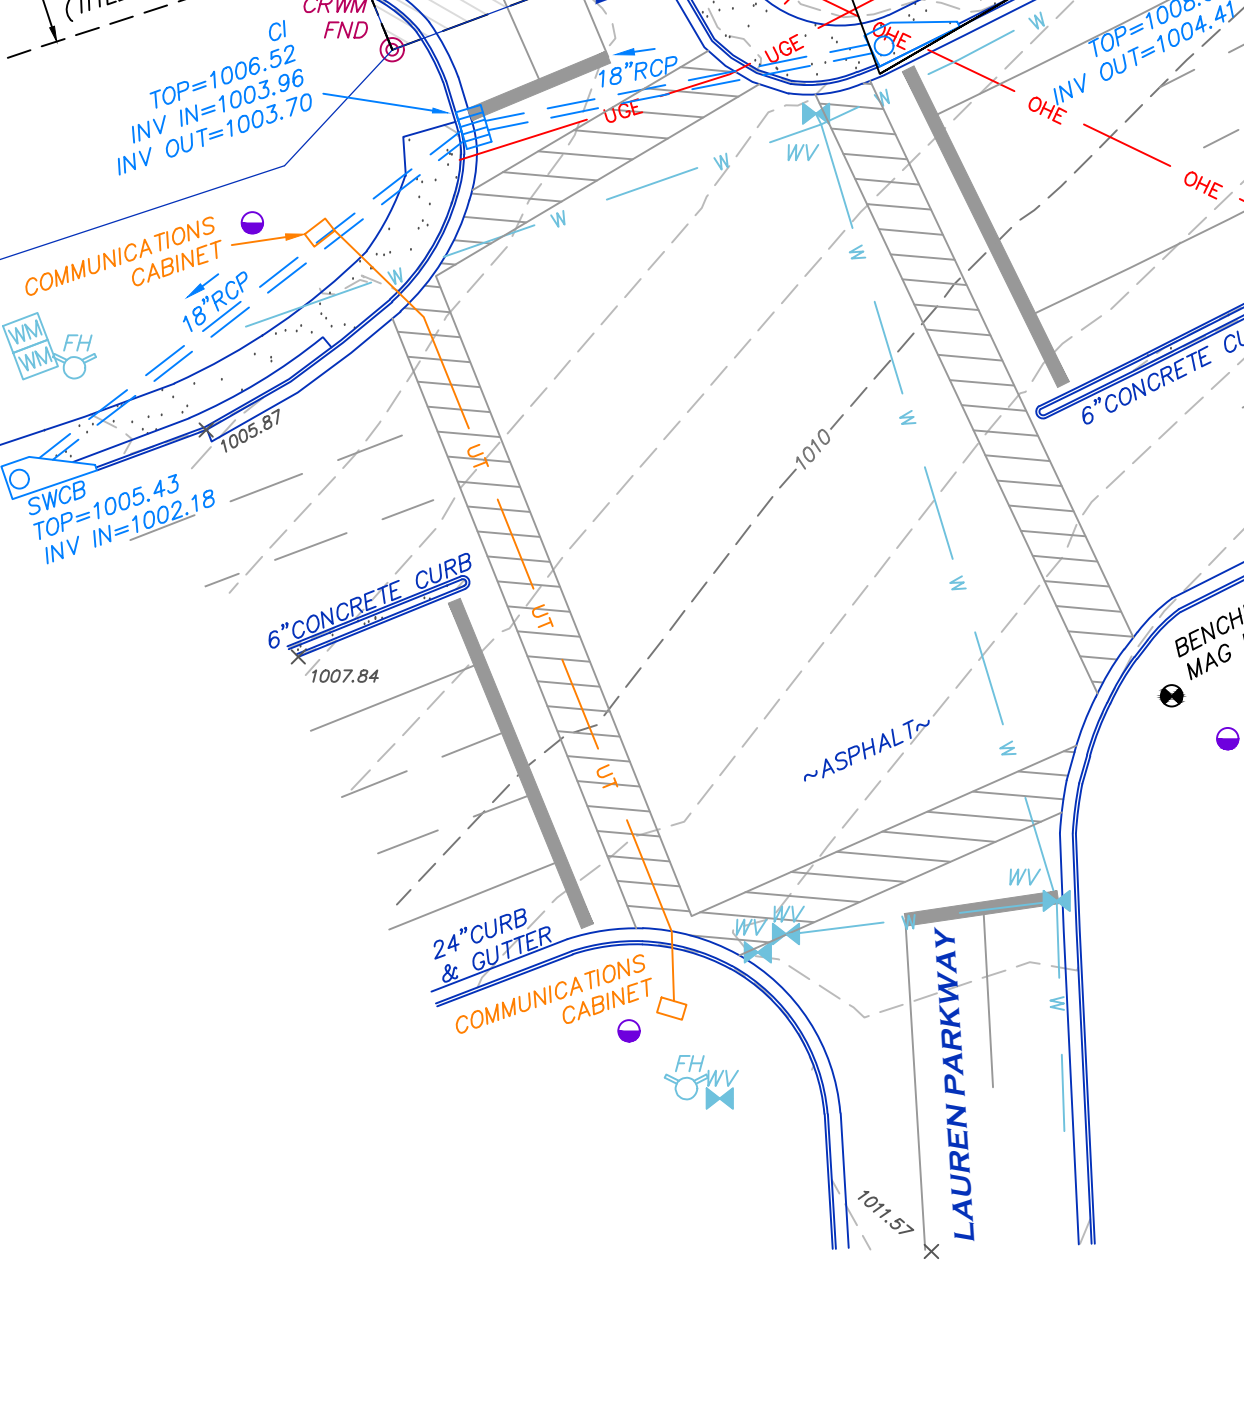 CRWM
FND
CI
TOP=1006.52
INV IN=1003.96
INV OUT=1003.70
18"RCP
UGE
UGE
OHE
OHE
OHE
INV OUT=1004.41
W
W
W
W
W
WV
COMMUNICATIONS
CABINET
18"RCP
WM
WM
FH
1005.87
SWCB
TOP=1005.43
INV IN=1002.18
W
W
W
W
W
UT
UT
UT
1010
6"CONCRETE CU
6"CONCRETE CURB
1007.84
BENCH
MAG
~ASPHALT~
24"CURB
& GUTTER
COMMUNICATIONS
CABINET
WV
WV
WV
W
W
FH
WV
LAUREN PARKWAY
1011.57